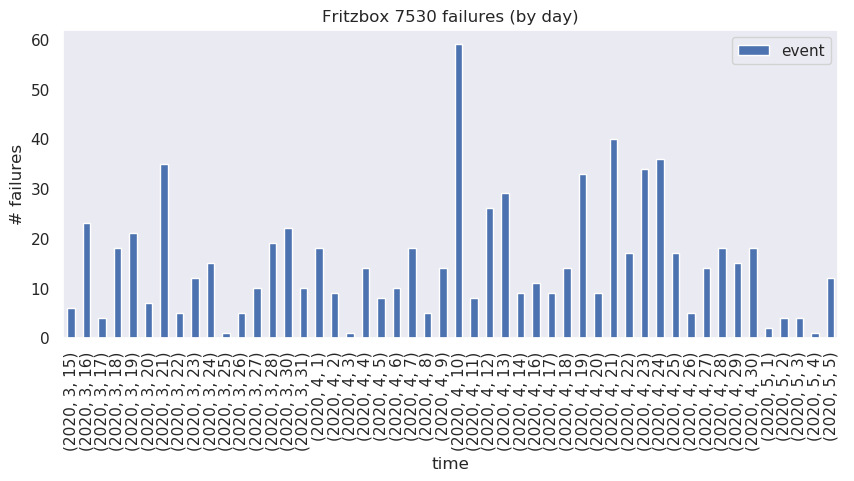 Fritzbox 7530 failures (by day)
event
# failures
60
50
40
30
20
10
0
(2020, 3, 15)
(2020, 3, 16)
(2020, 3, 17)
(2020, 3, 18)
(2020, 3, 19)
(2020, 3, 20)
(2020, 3, 21)
(2020, 3, 22)
(2020, 3, 23)
(2020, 3, 24)
(2020, 3, 25)
(2020, 3, 26)
(2020, 3, 27)
(2020, 3, 28)
(2020, 3, 30)
(2020, 3, 31)
(2020, 4, 1)
(2020, 4, 2)
(2020, 4, 3)
(2020, 4, 4)
(2020, 4, 5)
(2020, 4, 6)
(2020, 4, 7)
(2020, 4, 8)
(2020, 4, 9)
(2020, 4, 10)
(2020, 4, 11)
(2020, 4, 12)
(2020, 4, 13)
(2020, 4, 14)
(2020, 4, 16)
(2020, 4, 17)
(2020, 4, 18)
(2020, 4, 19)
(2020, 4, 20)
(2020, 4, 21)
(2020, 4, 22)
(2020, 4, 23)
(2020, 4, 24)
(2020, 4, 25)
(2020, 4, 26)
(2020, 4, 27)
(2020, 4, 28)
(2020, 4, 29)
(2020, 4, 30)
(2020, 5, 1)
(2020, 5, 2)
(2020, 5, 3)
(2020, 5, 4)
(2020, 5, 5)
time